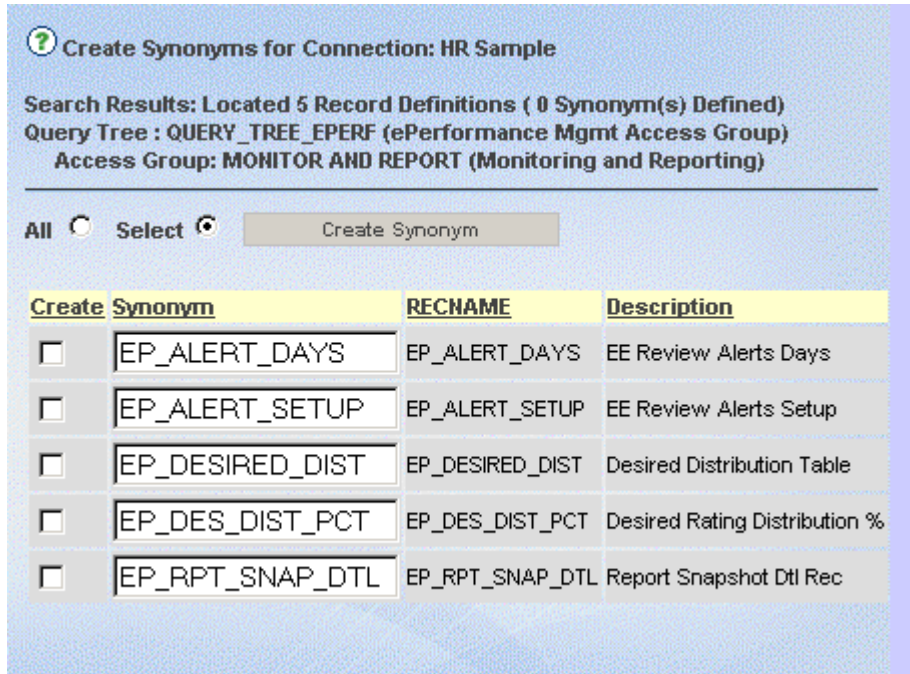 Create Synonyms for Connection: HR Sample
Search Results: Located 5 Record Definitions ( 0 Synonym(s) Defined)
Query Tree : QUERY_TREE_EPERF (ePerformance Mgmt Access Group)
Access Group: MONITOR AND REPORT (Monitoring and Reporting)
All Select Create Synonym
Create Synonym RECNAME Description
EP_ALERT_DAYS EP_ALERT_DAYS EE Review Alerts Days
EP_ALERT_SETUP EP_ALERT_SETUP EE Review Alerts Setup
EP_DESIRED_DIST EP_DESIRED_DIST Desired Distribution Table
EP_DES_DIST_PCT EP_DES_DIST_PCT Desired Rating Distribution %
EP_RPT_SNAP_DTL EP_RPT_SNAP_DTL Report Snapshot Dtl Rec